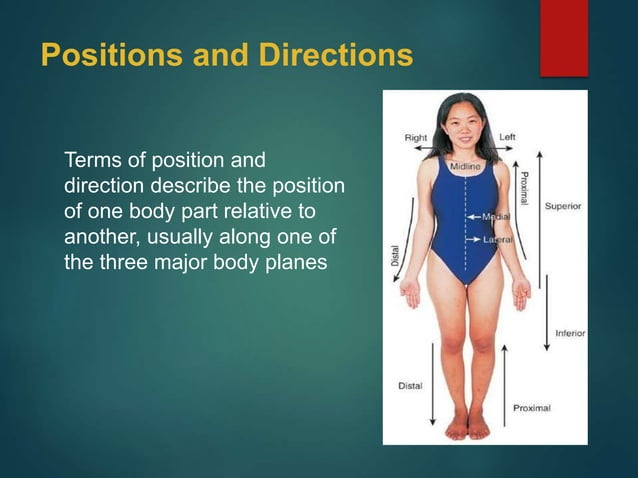 Positions and Directions
Terms of position and
direction describe the position
of one body part relative to
another, usually along one of
the three major body planes
Right
Left
Midline
Proximal
Superior
Medial
Lateral
Distal
Inferior
Distal
Proximal